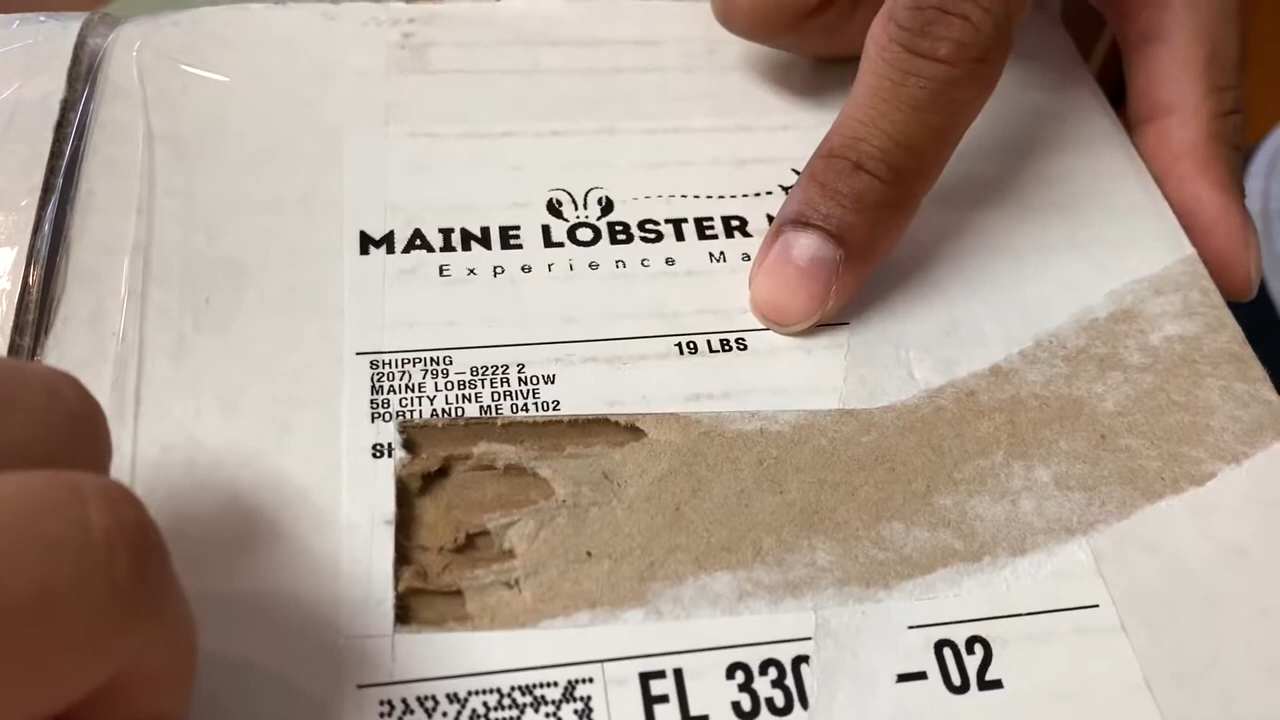 MAINE LOBSTER
Experience Ma
19 LBS
SHIPPING
(207) 799-8222 2
MAINE LOBSTER NOW
58 CITY LINE DRIVE
PORTLAND ME 04102
SH
FL 330
-02